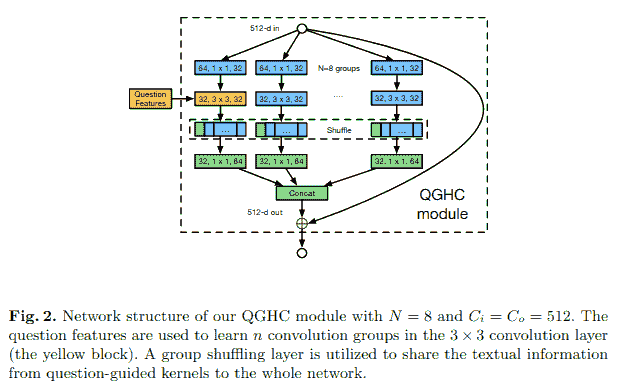 512-d in
64, 1 x 1, 32 64, 1 x 1, 32 N=8 groups 64, 1 x 1, 32
Question
Features
32, 3 x 3, 32 32, 3 x 3, 32 .... 32, 3 x 3, 32
... ... Shuffle ...
32, 1 x 1, 64 32, 1 x 1, 64 32, 1 x 1, 64
Concat
QGHC
module
512-d out
Fig. 2. Network structure of our QGHC module with N = 8 and Ci = Co = 512. The
question features are used to learn n convolution groups in the 3 × 3 convolution layer
(the yellow block). A group shuffling layer is utilized to share the textual information
from question-guided kernels to the whole network.